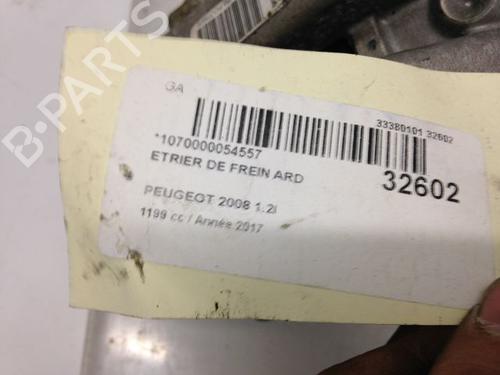 B-PARTS
GA
33380101 32602
*1070000054557
ETRIER DE FREIN ARD
32602
PEUGEOT 2008 1.2i
1199 cc / Année 2017